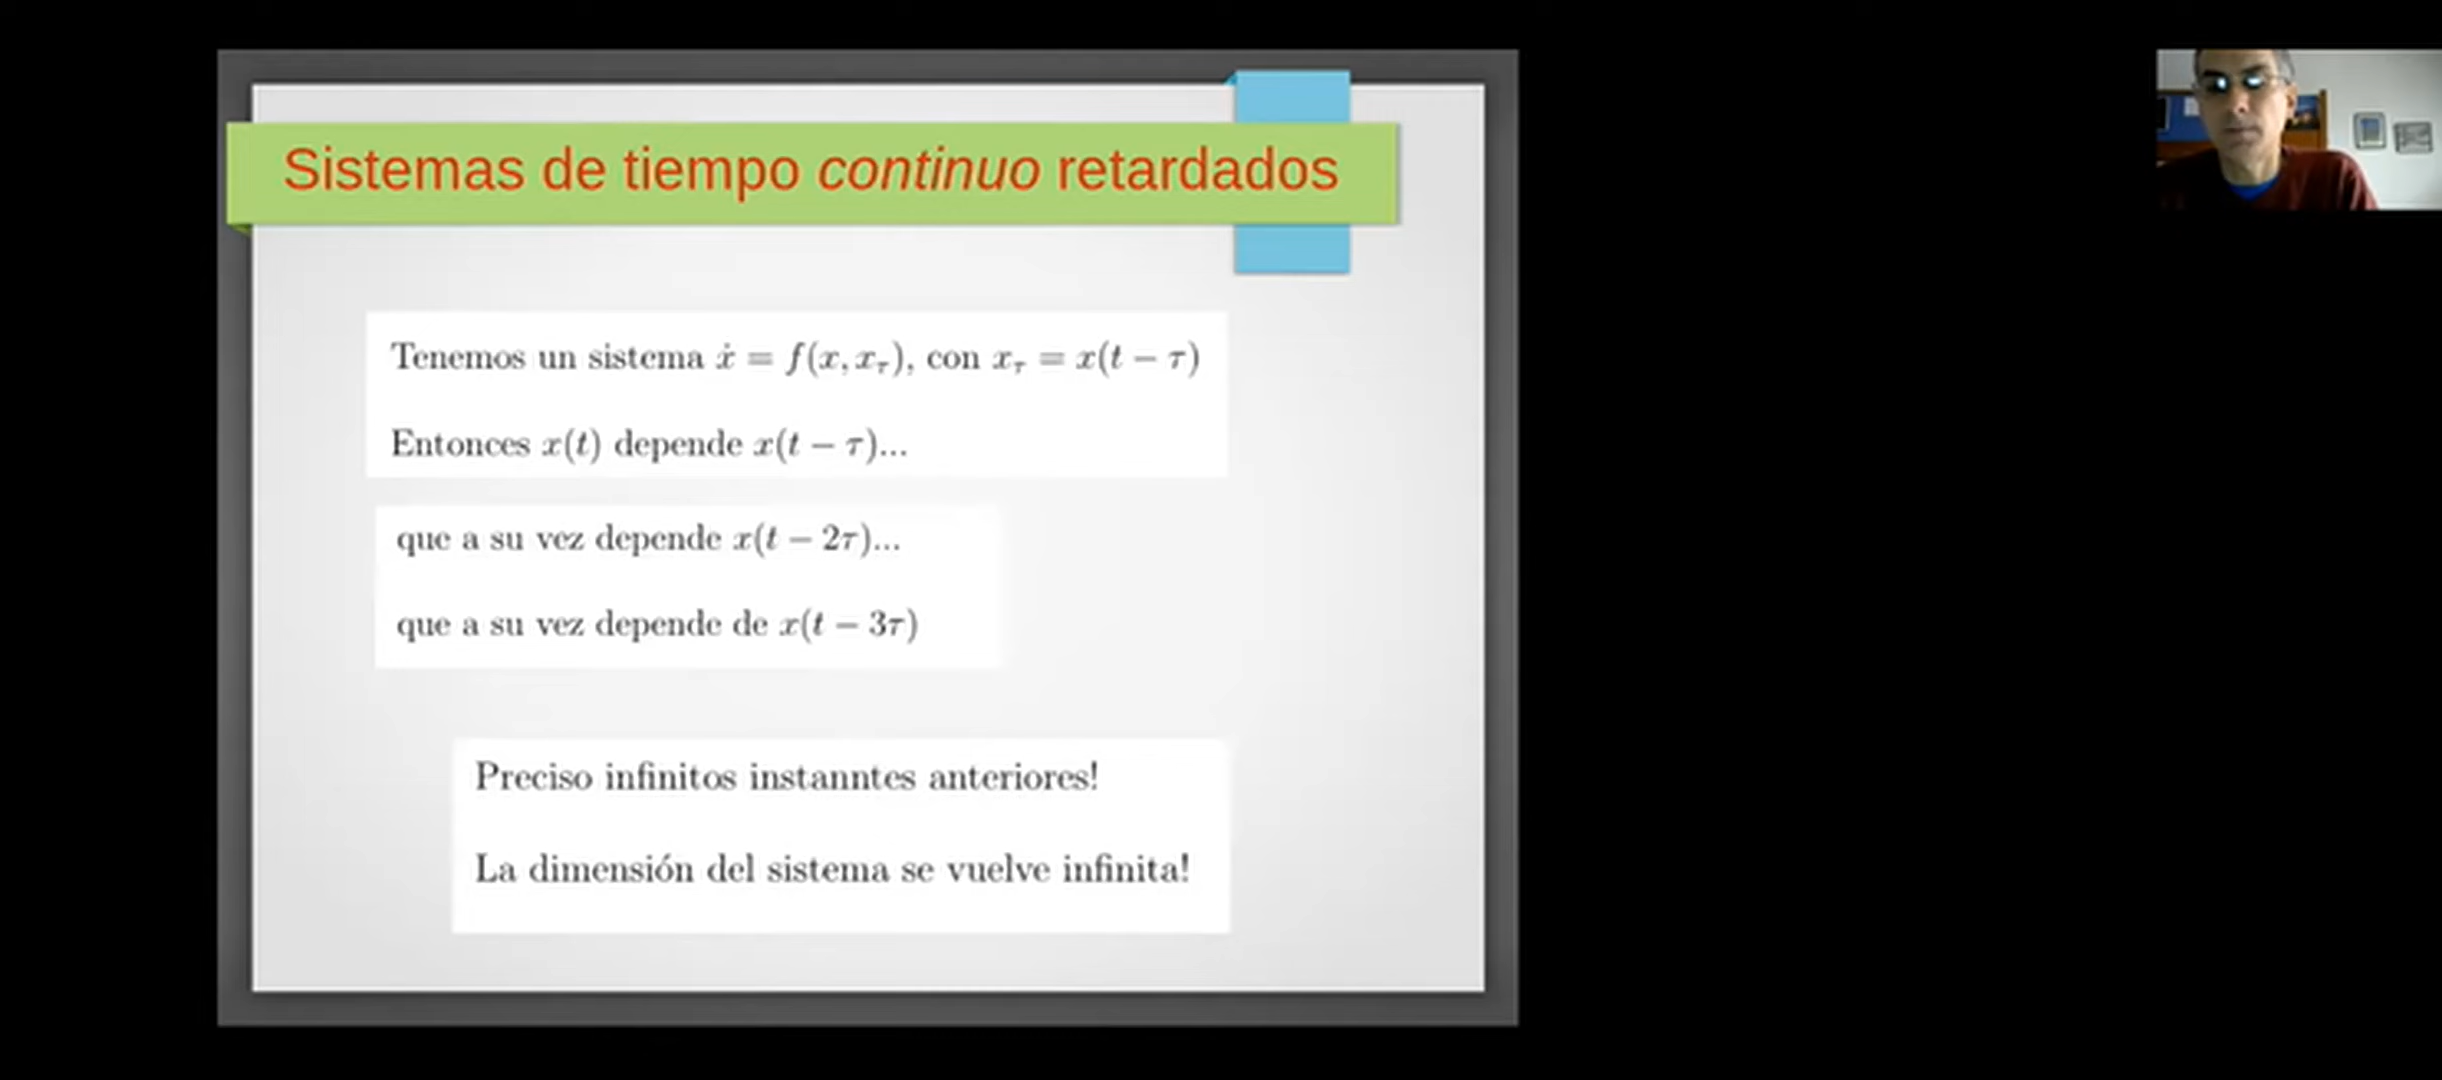 Sistemas de tiempo continuo retardados
Tenemos un sistema ẋ = f(x, x_τ), con x_τ = x(t − τ)
Entonces x(t) depende x(t − τ)...
que a su vez depende x(t − 2τ)...
que a su vez depende de x(t − 3τ)
Preciso infinitos instanntes anteriores!
La dimensión del sistema se vuelve infinita!